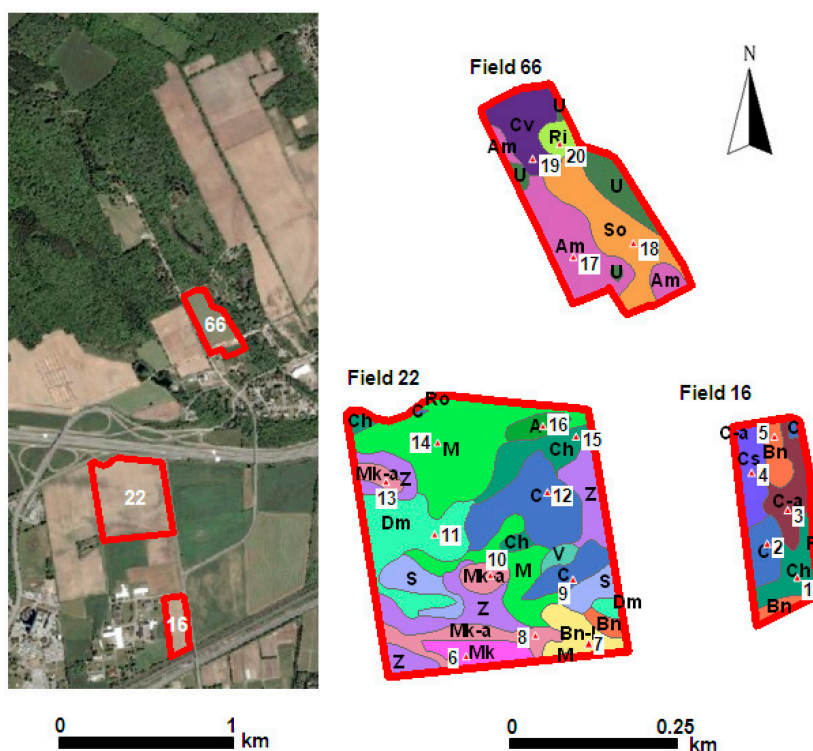 66
22
16
0 1
km
N
Field 66
U
Cv
Ri
Am
19
20
U
U
So
Am
17
18
U
Am
Field 22
Ro
C
Ch
A
16
15
14
M
Ch
Mk-a
Z
13
C
12
Z
Dm
11
Ch
10
V
S
Mk-a
M
C
9
S
Z
Dm
Mk-a
8
Bn-l
Bn
7
Z
6
Mk
M
Field 16
C-a
5
C
Cs
Bn
4
C-a
3
C
2
Ch
1
Bn
0 0.25
km